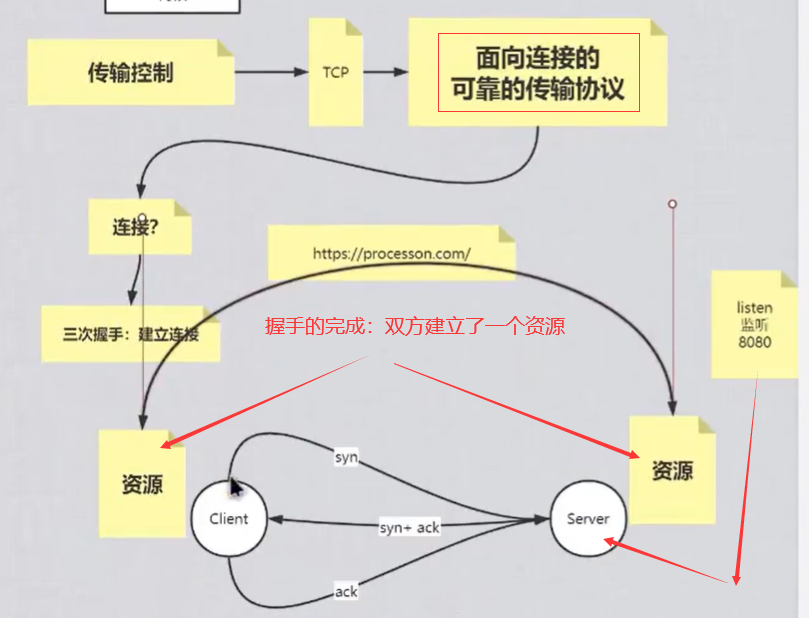 传输控制
TCP
面向连接的
可靠的传输协议
连接?
https://processon.com/
三次握手：建立连接
握手的完成：双方建立了一个资源
listen
监听
8080
资源
资源
syn
Client
syn+ ack
Server
ack